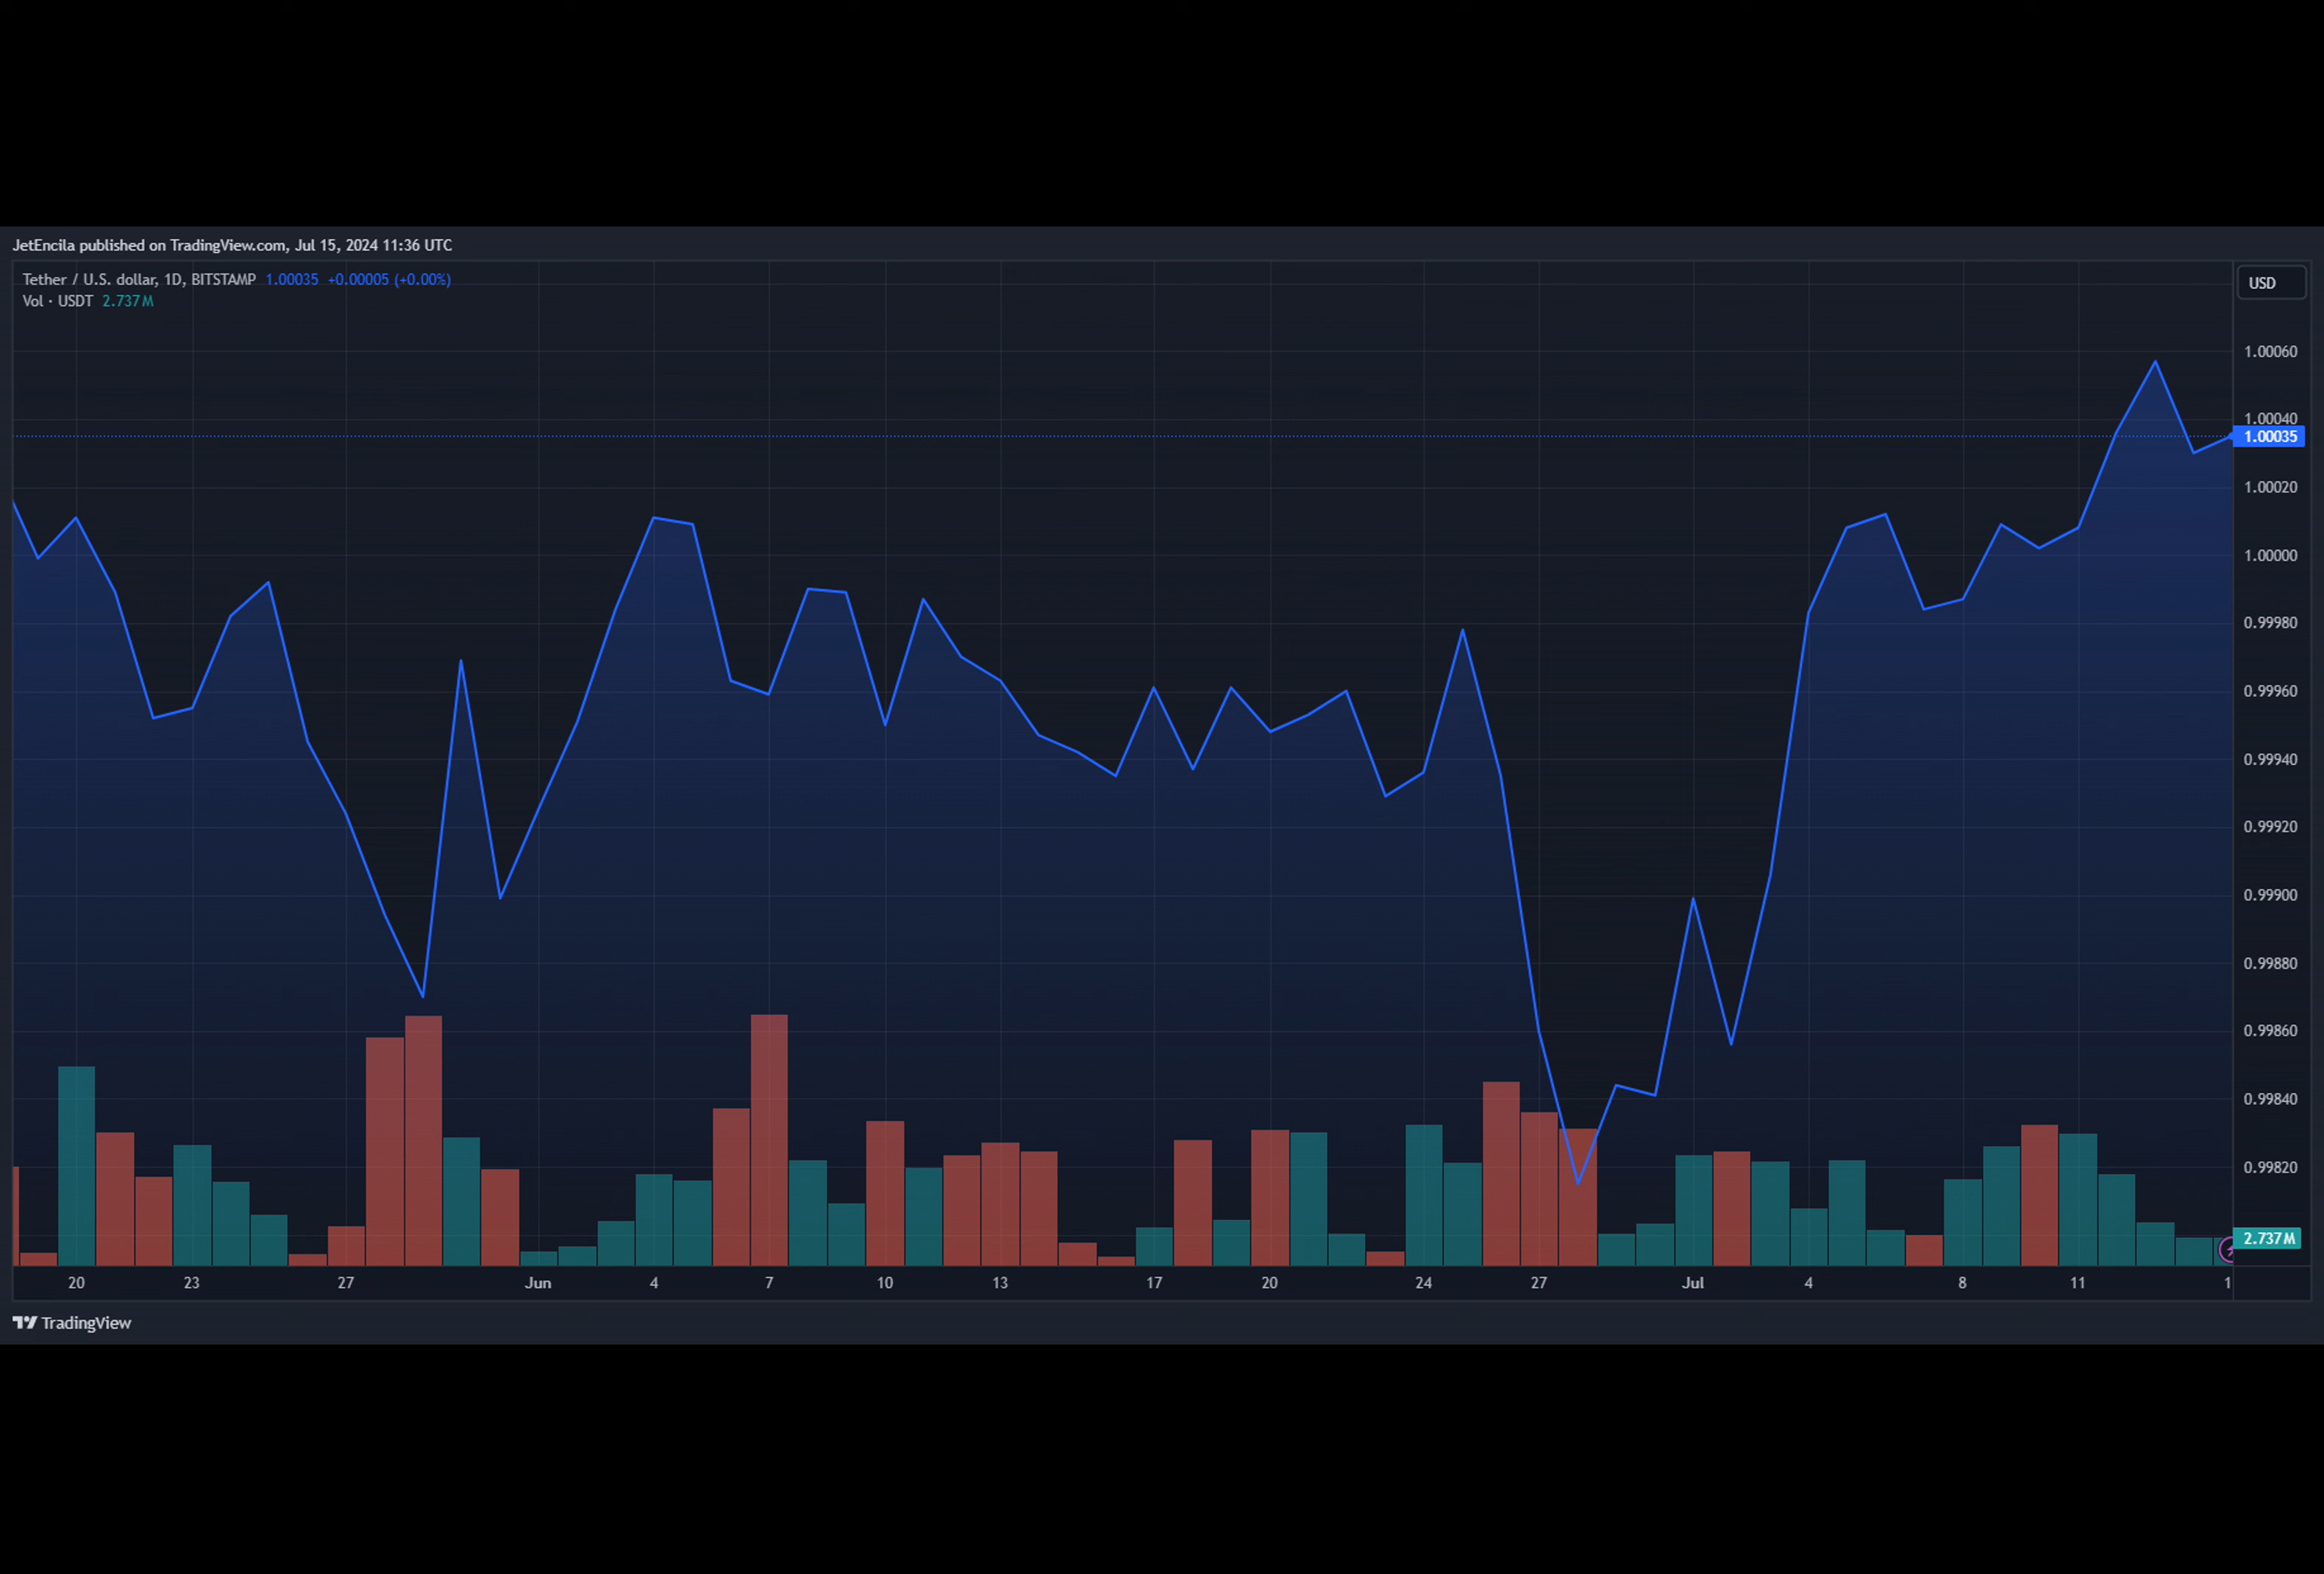 JetEncila published on TradingView.com, Jul 15, 2024 11:36 UTC
Tether / U.S. dollar, 1D, BITSTAMP 1.00035 +0.00005 (+0.00%)
Vol · USDT 2.737M
USD
1.00060
1.00040
1.00035
1.00020
1.00000
0.99980
0.99960
0.99940
0.99920
0.99900
0.99880
0.99860
0.99840
0.99820
2.737M
20 23 27 Jun 4 7 10 13 17 20 24 27 Jul 4 8 11 1
TradingView